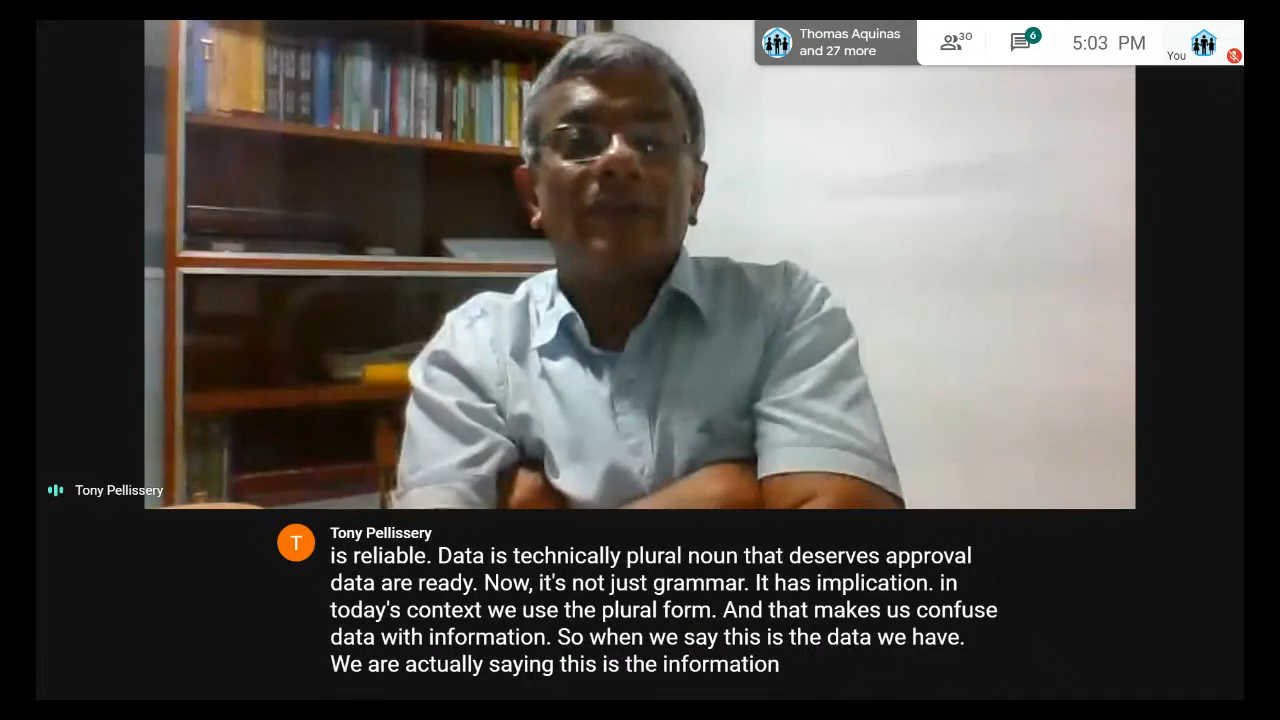 Thomas Aquinas
and 27 more
30
6
5:03 PM
You
Tony Pellissery
T
Tony Pellissery
is reliable. Data is technically plural noun that deserves approval
data are ready. Now, it's not just grammar. It has implication. in
today's context we use the plural form. And that makes us confuse
data with information. So when we say this is the data we have.
We are actually saying this is the information